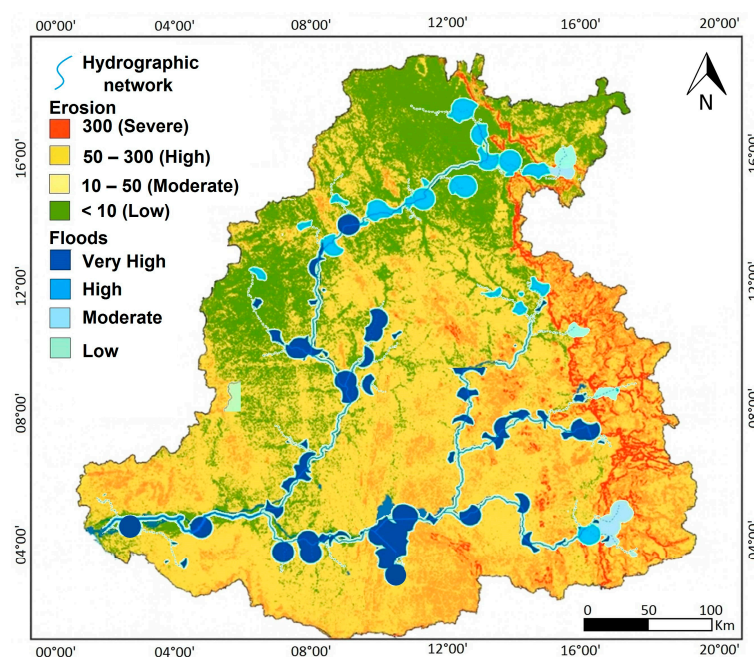 00°00' 04°00' 08°00' 12°00' 16°00' 20°00'
Hydrographic
network
Erosion
300 (Severe)
50 – 300 (High)
10 – 50 (Moderate)
< 10 (Low)
Floods
Very High
High
Moderate
Low
N
16°00'
12°00'
08°00'
04°00'
16°00'
12°00'
08°00'
04°00'
0 50 100
Km
00°00' 04°00' 08°00' 12°00' 16°00' 20°00'